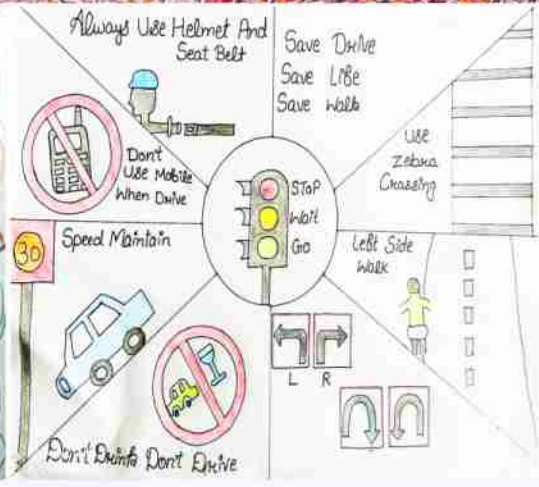 Always Use Helmet And
Seat Belt
Save Drive
Save Life
Save Walk
Don't
Use Mobile
When Drive
Use
Zebra
Crossing
STOP
Wait
Go
30
Speed Maintain
Left Side
Walk
L R
Don't Drink Don't Drive